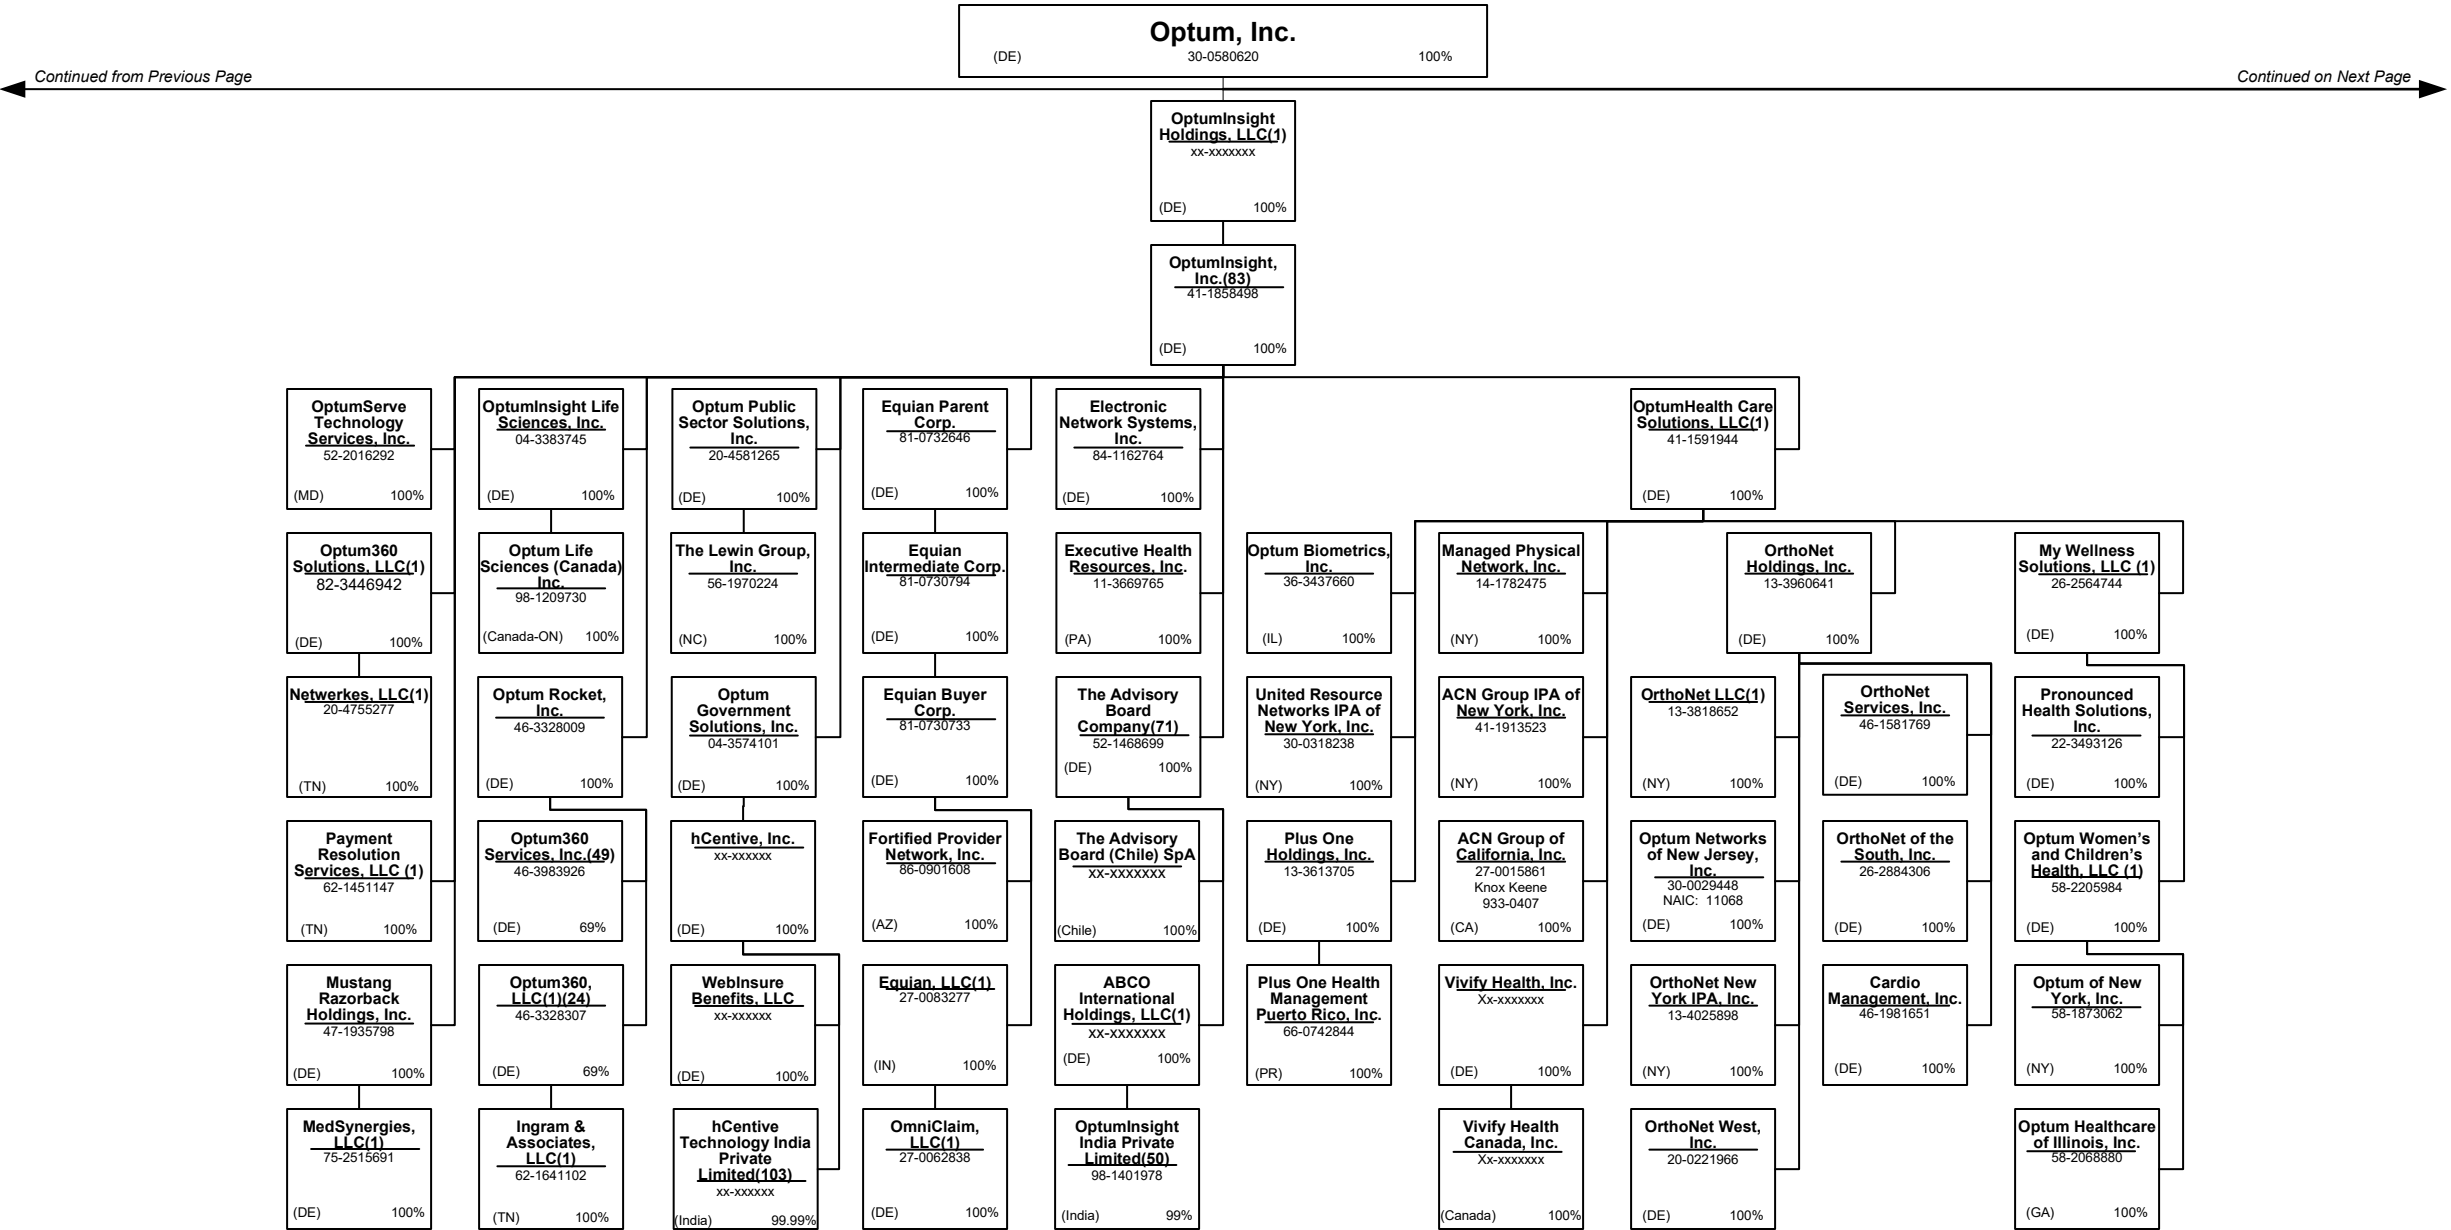 Optum, Inc.
(DE) 30-0580620 100%
Continued from Previous Page
Continued on Next Page
OptumInsight
Holdings, LLC(1)
xx-xxxxxxx
(DE) 100%
OptumInsight,
Inc.(83)
41-1858498
(DE) 100%
OptumServe
Technology
Services, Inc.
52-2016292
(MD) 100%
OptumInsight Life
Sciences, Inc.
04-3383745
(DE) 100%
Optum Public
Sector Solutions,
Inc.
20-4581265
(DE) 100%
Equian Parent
Corp.
81-0732646
(DE) 100%
Electronic
Network Systems,
Inc.
84-1162764
(DE) 100%
OptumHealth Care
Solutions, LLC(1)
41-1591944
(DE) 100%
Optum360
Solutions, LLC(1)
82-3446942
(DE) 100%
Optum Life
Sciences (Canada)
Inc.
98-1209730
(Canada-ON) 100%
The Lewin Group,
Inc.
56-1970224
(NC) 100%
Equian
Intermediate Corp.
81-0730794
(DE) 100%
Executive Health
Resources, Inc.
11-3669765
(PA) 100%
Optum Biometrics,
Inc.
36-3437660
(IL) 100%
Managed Physical
Network, Inc.
14-1782475
(NY) 100%
OrthoNet
Holdings, Inc.
13-3960641
(DE) 100%
My Wellness
Solutions, LLC (1)
26-2564744
(DE) 100%
Netwerkes, LLC(1)
20-4755277
(TN) 100%
Optum Rocket,
Inc.
46-3328009
(DE) 100%
Optum
Government
Solutions, Inc.
04-3574101
(DE) 100%
Equian Buyer
Corp.
81-0730733
(DE) 100%
The Advisory
Board
Company(71)
52-1468699
(DE) 100%
United Resource
Networks IPA of
New York, Inc.
30-0318238
(NY) 100%
ACN Group IPA of
New York, Inc.
41-1913523
(NY) 100%
OrthoNet LLC(1)
13-3818652
(NY) 100%
OrthoNet
Services, Inc.
46-1581769
(DE) 100%
Pronounced
Health Solutions,
Inc.
22-3493126
(DE) 100%
Payment
Resolution
Services, LLC (1)
62-1451147
(TN) 100%
Optum360
Services, Inc.(49)
46-3983926
(DE) 69%
hCentive, Inc.
xx-xxxxxx
(DE) 100%
Fortified Provider
Network, Inc.
86-0901608
(AZ) 100%
The Advisory
Board (Chile) SpA
xx-xxxxxxx
(Chile) 100%
Plus One
Holdings, Inc.
13-3613705
(DE) 100%
ACN Group of
California, Inc.
27-0015861
Knox Keene
933-0407
(CA) 100%
Optum Networks
of New Jersey,
Inc.
30-0029448
NAIC: 11068
(DE) 100%
OrthoNet of the
South, Inc.
26-2884306
(DE) 100%
Optum Women’s
and Children’s
Health, LLC (1)
58-2205984
(DE) 100%
Mustang
Razorback
Holdings, Inc.
47-1935798
(DE) 100%
Optum360,
LLC(1)(24)
46-3328307
(DE) 69%
WebInsure
Benefits, LLC
xx-xxxxxx
(DE) 100%
Equian, LLC(1)
27-0083277
(IN) 100%
ABCO
International
Holdings, LLC(1)
xx-xxxxxxx
(DE) 100%
Plus One Health
Management
Puerto Rico, Inc.
66-0742844
(PR) 100%
Vivify Health, Inc.
Xx-xxxxxxx
(DE) 100%
OrthoNet New
York IPA, Inc.
13-4025898
(NY) 100%
Cardio
Management, Inc.
46-1981651
(DE) 100%
Optum of New
York, Inc.
58-1873062
(NY) 100%
MedSynergies,
LLC(1)
75-2515691
(DE) 100%
Ingram &
Associates,
LLC(1)
62-1641102
(TN) 100%
hCentive
Technology India
Private
Limited(103)
xx-xxxxxx
(India) 99.99%
OmniClaim,
LLC(1)
27-0062838
(DE) 100%
OptumInsight
India Private
Limited(50)
98-1401978
(India) 99%
Vivify Health
Canada, Inc.
Xx-xxxxxxx
(Canada) 100%
OrthoNet West,
Inc.
20-0221966
(DE) 100%
Optum Healthcare
of Illinois, Inc.
58-2068880
(GA) 100%